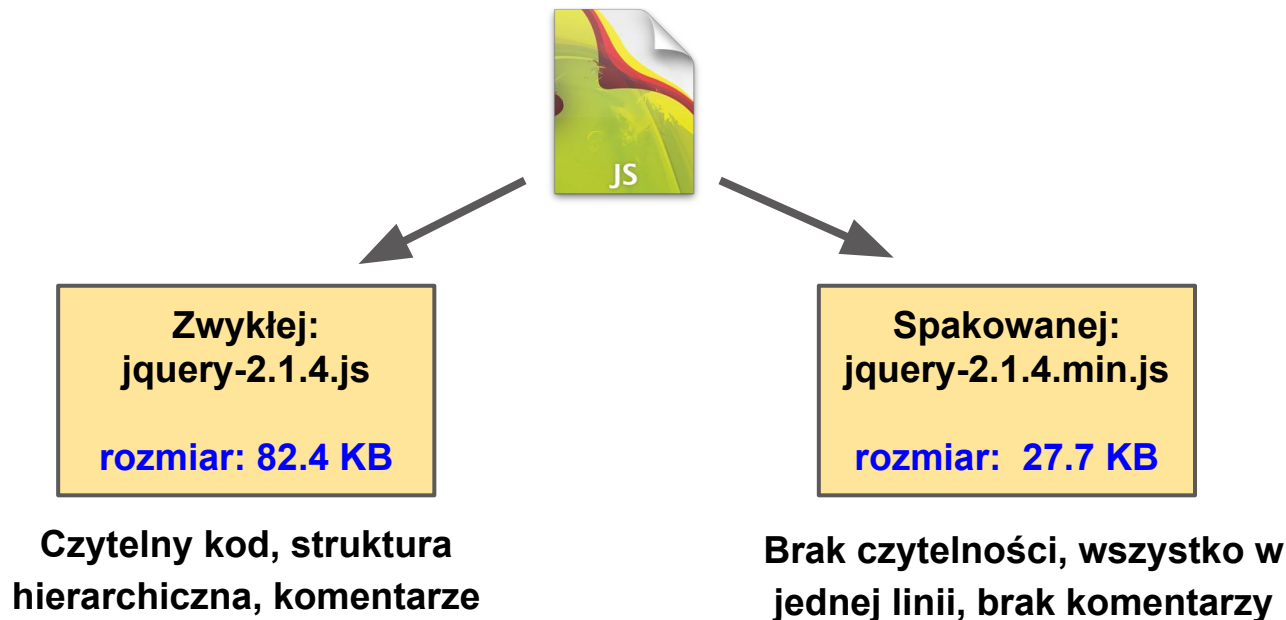 JS
Zwykłej:
jquery-2.1.4.js
rozmiar: 82.4 KB
Czytelny kod, struktura
hierarchiczna, komentarze
Spakowanej:
jquery-2.1.4.min.js
rozmiar: 27.7 KB
Brak czytelności, wszystko w
jednej linii, brak komentarzy